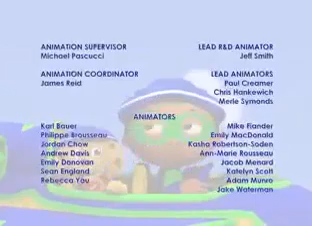 ANIMATION SUPERVISOR
Michael Pascucci
LEAD R&D ANIMATOR
Jeff Smith
ANIMATION COORDINATOR
James Reid
LEAD ANIMATORS
Paul Creamer
Chris Hankewich
Merle Symonds
ANIMATORS
Karl Bauer
Philippe Brousseau
Jordan Chow
Andrew Davis
Emily Donovan
Sean England
Rebecca You
Mike Fiander
Emily MacDonald
Kasha Robertson-Soden
Ann-Marie Rousseau
Jacob Menard
Katelyn Scott
Adam Munro
Jake Waterman